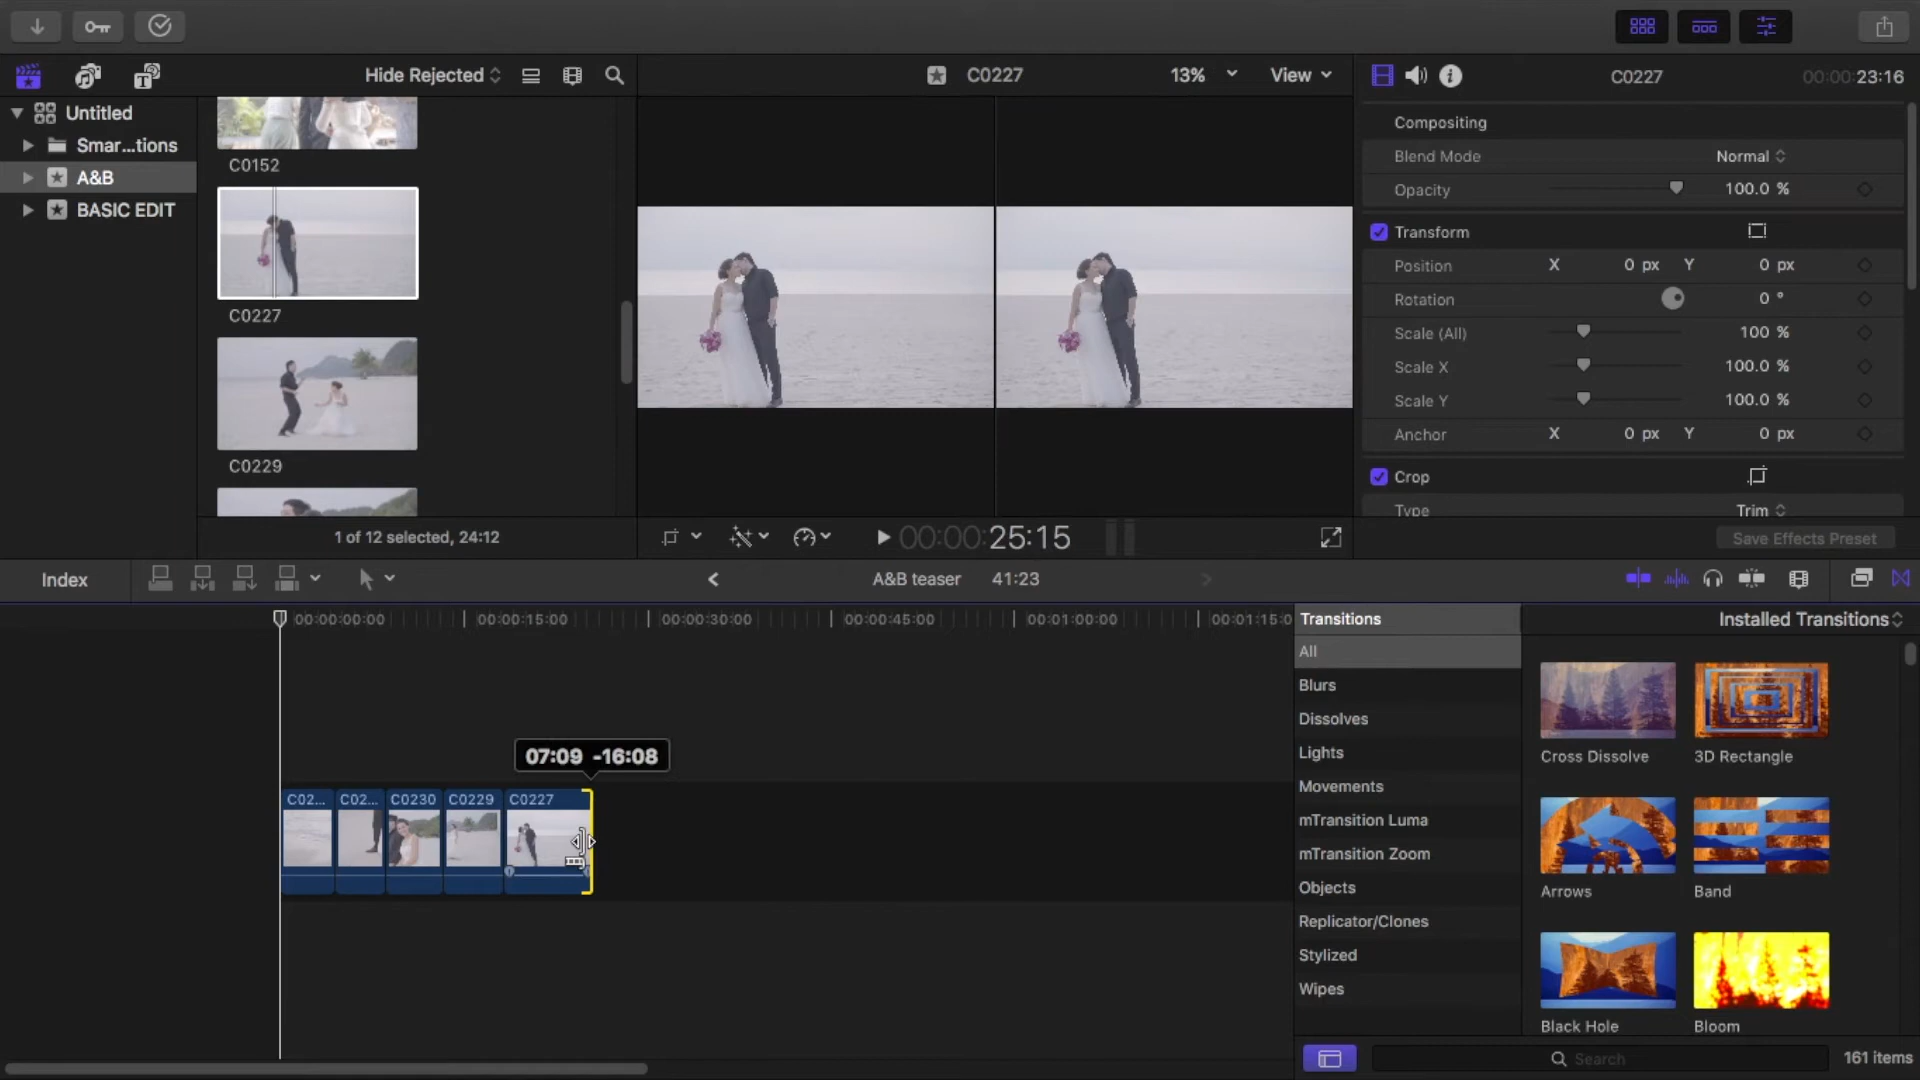 Hide Rejected
C0227
13%
View
C0227
00:00:23:16
Untitled
Smar...tions
A&B
BASIC EDIT
C0152
C0227
C0229
1 of 12 selected, 24:12
Compositing
Blend Mode
Normal
Opacity
100.0 %
Transform
Position X 0 px Y 0 px
Rotation 0 °
Scale (All) 100 %
Scale X 100.0 %
Scale Y 100.0 %
Anchor X 0 px Y 0 px
Crop
Type Trim
Save Effects Preset
00:00:25:15
Index
A&B teaser 41:23
00:00:00:00 00:00:15:00 00:00:30:00 00:00:45:00 00:01:00:00 00:01:15:0
07:09 -16:08
C02... C02... C0230 C0229 C0227
Transitions
Installed Transitions
All
Blurs
Dissolves
Lights
Movements
mTransition Luma
mTransition Zoom
Objects
Replicator/Clones
Stylized
Wipes
Cross Dissolve
3D Rectangle
Arrows
Band
Black Hole
Bloom
Search
161 items